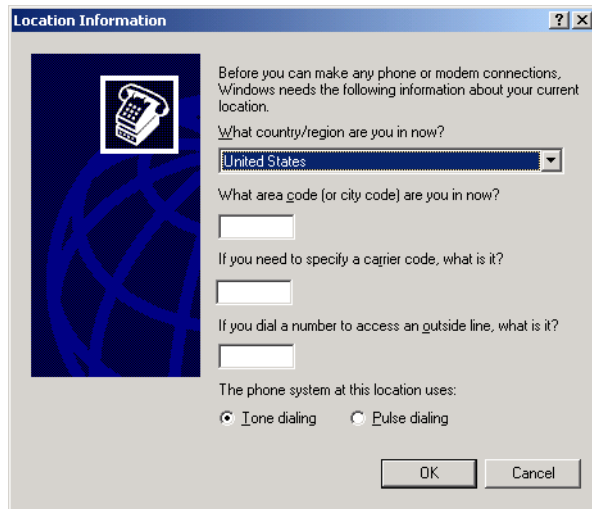 Location Information
Before you can make any phone or modem connections,
Windows needs the following information about your current
location.
What country/region are you in now?
United States
What area code (or city code) are you in now?
If you need to specify a carrier code, what is it?
If you dial a number to access an outside line, what is it?
The phone system at this location uses:
Tone dialing Pulse dialing
OK Cancel